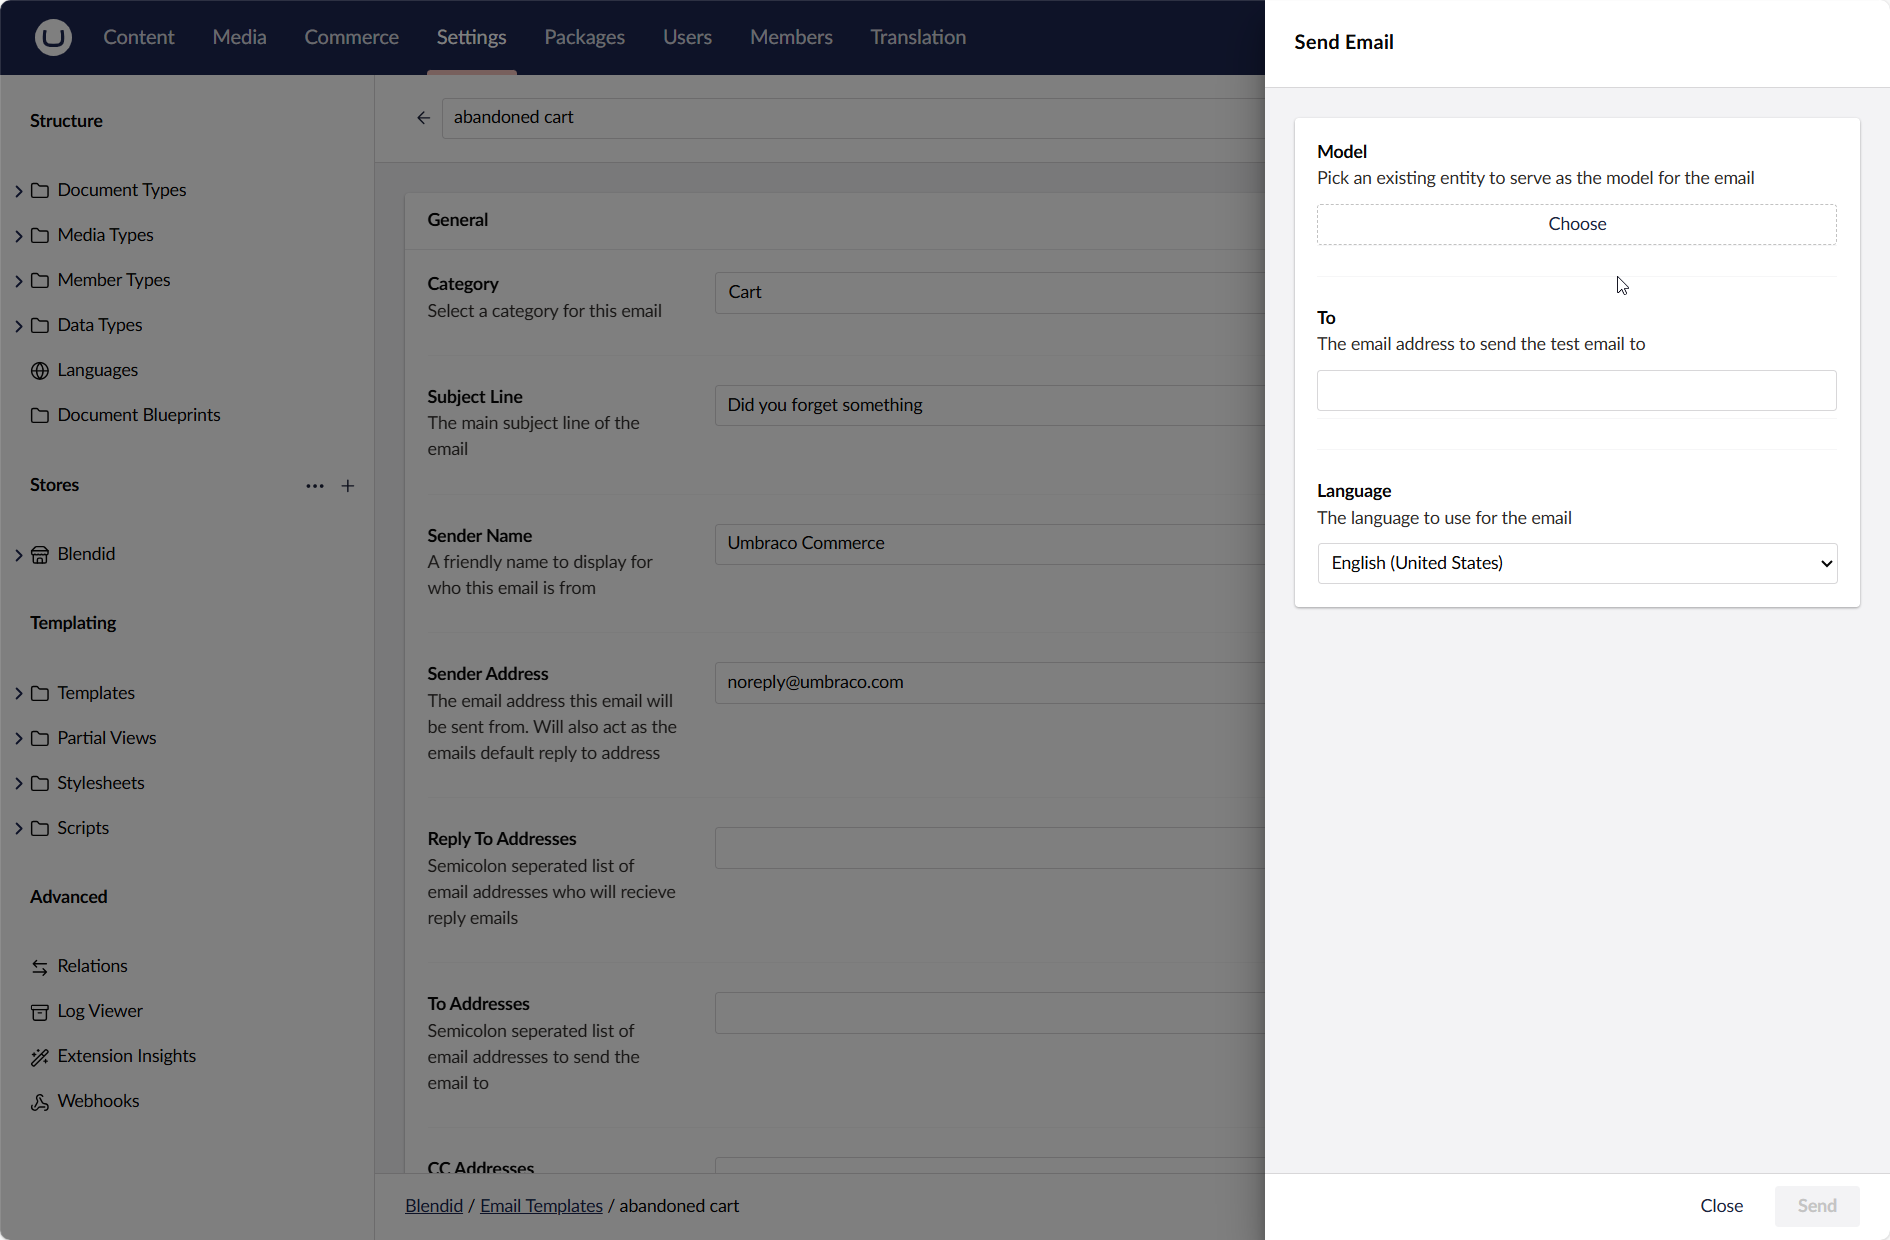 Content Media Commerce Settings Packages Users Members Translation
Structure
Document Types
Media Types
Member Types
Data Types
Languages
Document Blueprints
Stores
Blendid
Templating
Templates
Partial Views
Stylesheets
Scripts
Advanced
Relations
Log Viewer
Extension Insights
Webhooks
abandoned cart
General
Category
Select a category for this email
Cart
Subject Line
The main subject line of the
email
Did you forget something
Sender Name
A friendly name to display for
who this email is from
Umbraco Commerce
Sender Address
The email address this email will
be sent from. Will also act as the
emails default reply to address
noreply@umbraco.com
Reply To Addresses
Semicolon seperated list of
email addresses who will recieve
reply emails
To Addresses
Semicolon seperated list of
email addresses to send the
email to
CC Addresses
Blendid / Email Templates / abandoned cart
Send Email
Model
Pick an existing entity to serve as the model for the email
Choose
To
The email address to send the test email to
Language
The language to use for the email
English (United States)
Close
Send